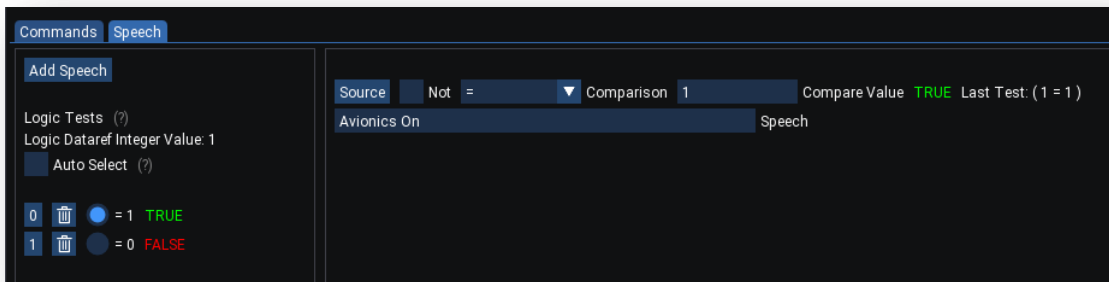 Commands Speech
Add Speech
Logic Tests (?)
Logic Dataref Integer Value: 1
Auto Select (?)
0 = 1 TRUE
1 = 0 FALSE
Source Not = Comparison 1 Compare Value TRUE Last Test: ( 1 = 1 )
Avionics On Speech